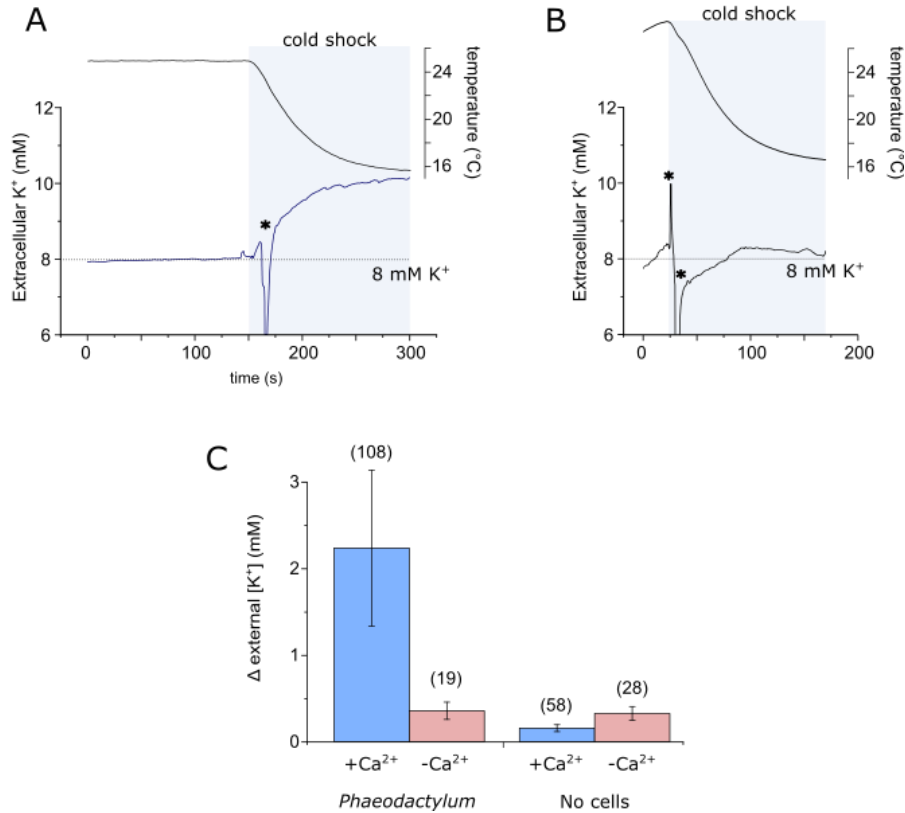 A
cold shock
24
20
16
temperature (°C)
12
10
8
6
Extracellular K⁺ (mM)
*
8 mM K⁺
0
100
200
300
time (s)
B
cold shock
24
20
16
temperature (°C)
12
10
8
6
Extracellular K⁺ (mM)
*
*
8 mM K⁺
0
100
200
C
3
2
1
0
Δ external [K⁺] (mM)
(108)
(19)
(58)
(28)
+Ca²⁺ -Ca²⁺ +Ca²⁺ -Ca²⁺
Phaeodactylum No cells